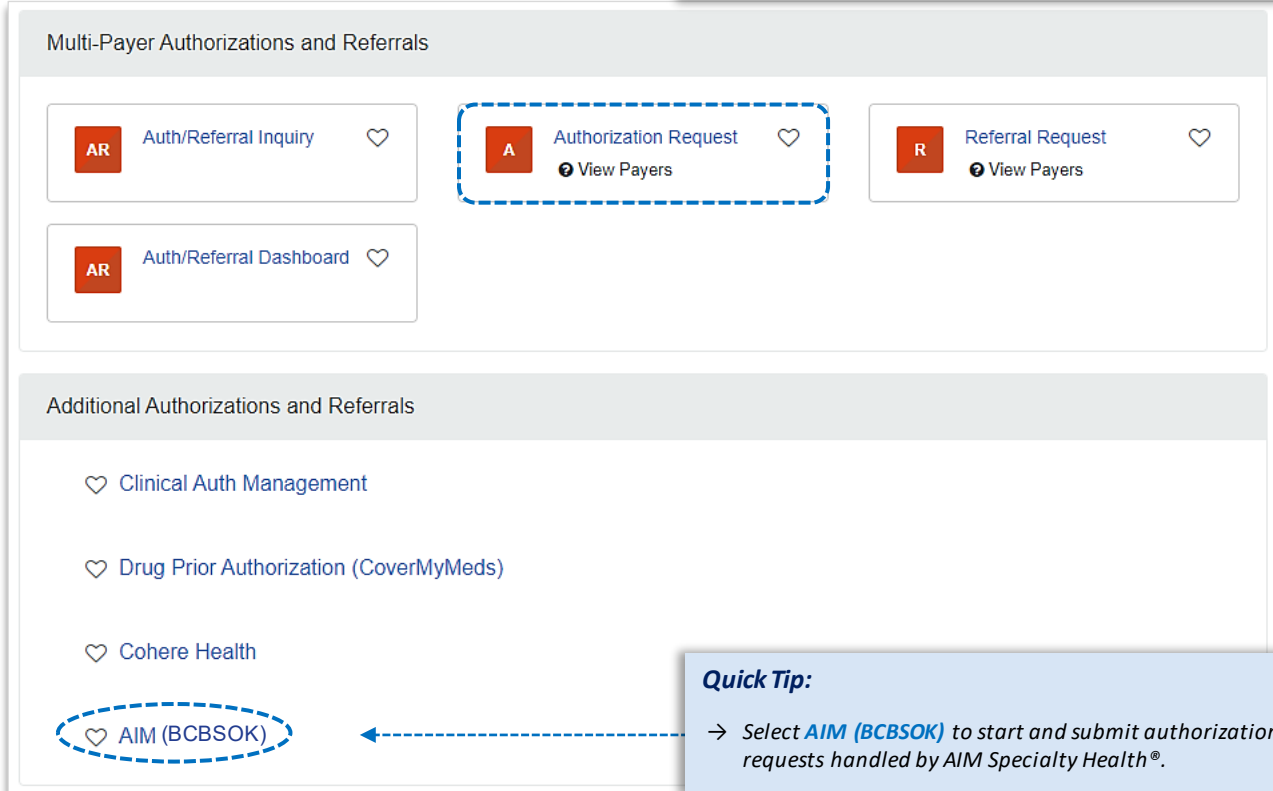 Multi-Payer Authorizations and Referrals
AR
Auth/Referral Inquiry
A
Authorization Request
? View Payers
R
Referral Request
? View Payers
AR
Auth/Referral Dashboard
Additional Authorizations and Referrals
Clinical Auth Management
Drug Prior Authorization (CoverMyMeds)
Cohere Health
AIM (BCBSOK)
Quick Tip:
→ Select AIM (BCBSOK) to start and submit authorization
requests handled by AIM Specialty Health®.